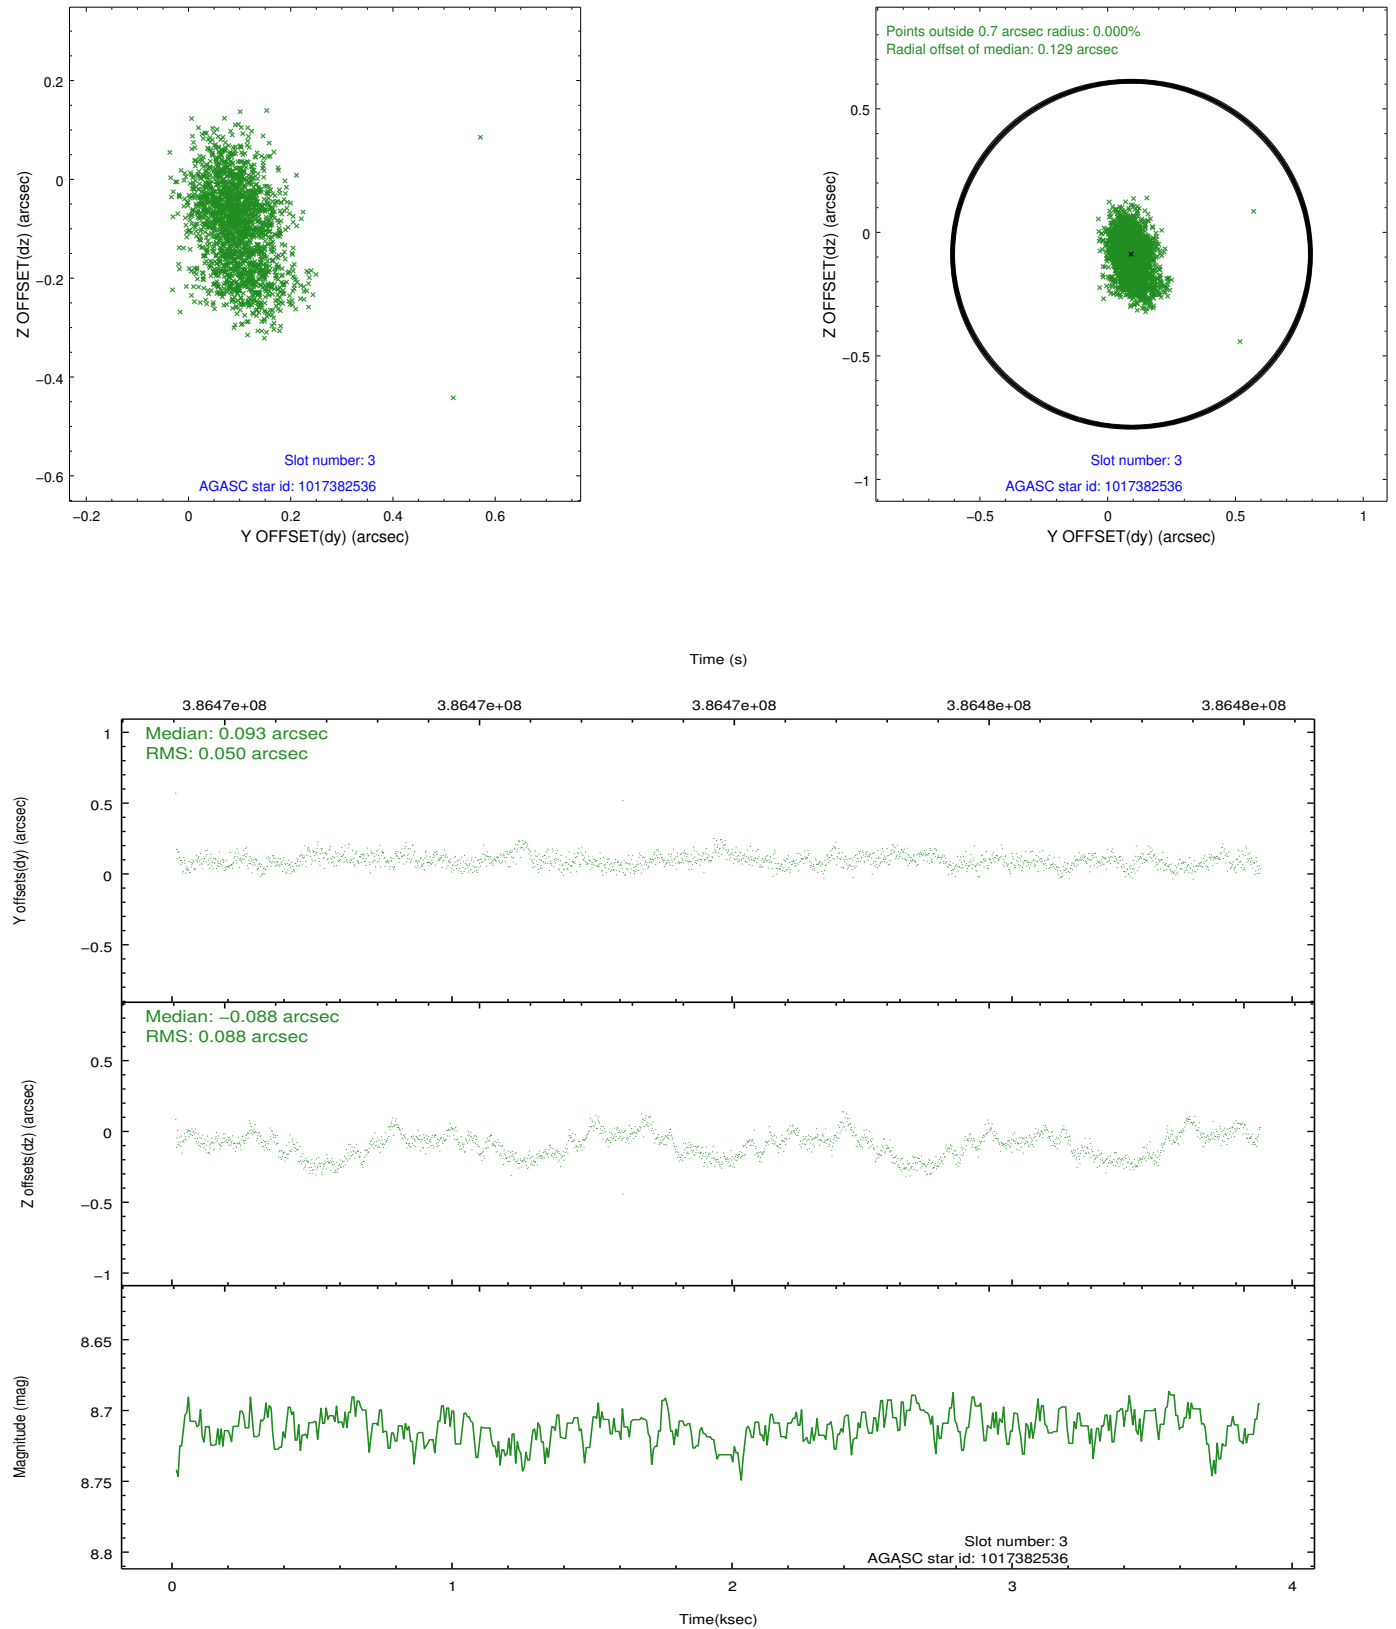 0.2
0
−0.2
−0.4
−0.6
Z OFFSET(dz) (arcsec)
Slot number: 3
AGASC star id: 1017382536
−0.2 0 0.2 0.4 0.6
Y OFFSET(dy) (arcsec)
Points outside 0.7 arcsec radius: 0.000%
Radial offset of median: 0.129 arcsec
0.5
0
−0.5
−1
Z OFFSET(dz) (arcsec)
Slot number: 3
AGASC star id: 1017382536
−0.5 0 0.5 1
Y OFFSET(dy) (arcsec)
Time (s)
3.8647e+08 3.8647e+08 3.8647e+08 3.8648e+08 3.8648e+08
Median: 0.093 arcsec
RMS: 0.050 arcsec
1
0.5
0
−0.5
Y offsets(dy) (arcsec)
Median: −0.088 arcsec
RMS: 0.088 arcsec
0.5
0
−0.5
−1
Z offsets(dz) (arcsec)
8.65
8.7
8.75
8.8
Magnitude (mag)
Slot number: 3
AGASC star id: 1017382536
0 1 2 3 4
Time(ksec)